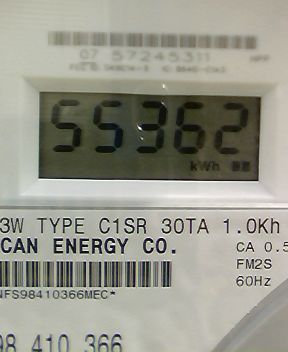 07 57245311
55362
kWh
3W TYPE C1SR 30TA 1.0Kh
CAN ENERGY CO.
CA 0.5
FM2S
60Hz
NFS98410366MEC*
98 410 366